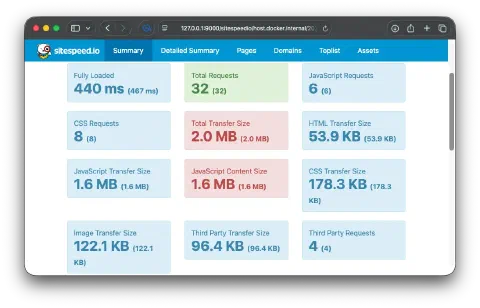 127.0.0.1:9000/sitespeedio/host.docker.internal/20
sitespeed.io Summary Detailed Summary Pages Domains Toplist Assets
Fully Loaded Total Requests JavaScript Requests
440 ms (467 ms) 32 (32) 6 (6)
CSS Requests Total Transfer Size HTML Transfer Size
8 (8) 2.0 MB (2.0 MB) 53.9 KB (53.9 KB)
JavaScript Transfer Size JavaScript Content Size CSS Transfer Size
1.6 MB (1.6 MB) 1.6 MB (1.6 MB) 178.3 KB (178.3
KB)
Image Transfer Size Third Party Transfer Size Third Party Requests
122.1 KB (122.1 96.4 KB (96.4 KB) 4 (4)
KB)